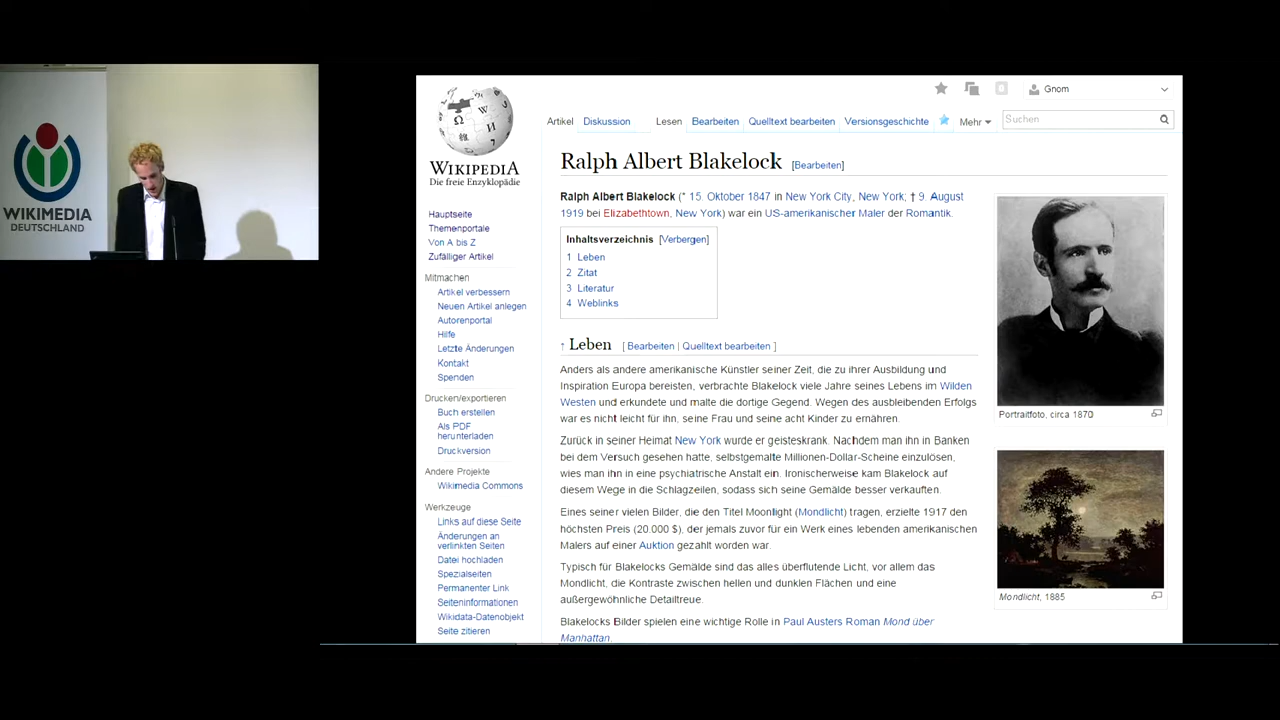 WIKIMEDIA
DEUTSCHLAND
WIKIPEDIA
Die freie Enzyklopädie
Hauptseite
Themenportale
Von A bis Z
Zufälliger Artikel
Mitmachen
Artikel verbessern
Neuen Artikel anlegen
Autorenportal
Hilfe
Letzte Änderungen
Kontakt
Spenden
Drucken/exportieren
Buch erstellen
Als PDF
herunterladen
Druckversion
Andere Projekte
Wikimedia Commons
Werkzeuge
Links auf diese Seite
Änderungen an
verlinkten Seiten
Datei hochladen
Spezialseiten
Permanenter Link
Seiteninformationen
Wikidata-Datenobjekt
Seite zitieren
Gnom
Artikel Diskussion Lesen Bearbeiten Quelltext bearbeiten Versionsgeschichte Mehr Suchen
Ralph Albert Blakelock [Bearbeiten]
Ralph Albert Blakelock (* 15. Oktober 1847 in New York City, New York; † 9. August
1919 bei Elizabethtown, New York) war ein US-amerikanischer Maler der Romantik.
Inhaltsverzeichnis [Verbergen]
1 Leben
2 Zitat
3 Literatur
4 Weblinks
↑ Leben [ Bearbeiten | Quelltext bearbeiten ]
Anders als andere amerikanische Künstler seiner Zeit, die zu ihrer Ausbildung und
Inspiration Europa bereisten, verbrachte Blakelock viele Jahre seines Lebens im Wilden
Westen und erkundete und malte die dortige Gegend. Wegen des ausbleibenden Erfolgs
war es nicht leicht für ihn, seine Frau und seine acht Kinder zu ernähren.
Zurück in seiner Heimat New York wurde er geisteskrank. Nachdem man ihn in Banken
bei dem Versuch gesehen hatte, selbstgemalte Millionen-Dollar-Scheine einzulösen,
wies man ihn in eine psychiatrische Anstalt ein. Ironischerweise kam Blakelock auf
diesem Wege in die Schlagzeilen, sodass sich seine Gemälde besser verkauften.
Eines seiner vielen Bilder, die den Titel Moonlight (Mondlicht) tragen, erzielte 1917 den
höchsten Preis (20.000 $), der jemals zuvor für ein Werk eines lebenden amerikanischen
Malers auf einer Auktion gezahlt worden war.
Typisch für Blakelocks Gemälde sind das alles überflutende Licht, vor allem das
Mondlicht, die Kontraste zwischen hellen und dunklen Flächen und eine
außergewöhnliche Detailtreue.
Blakelocks Bilder spielen eine wichtige Rolle in Paul Austers Roman Mond über
Manhattan.
Portraitfoto, circa 1870
Mondlicht, 1885